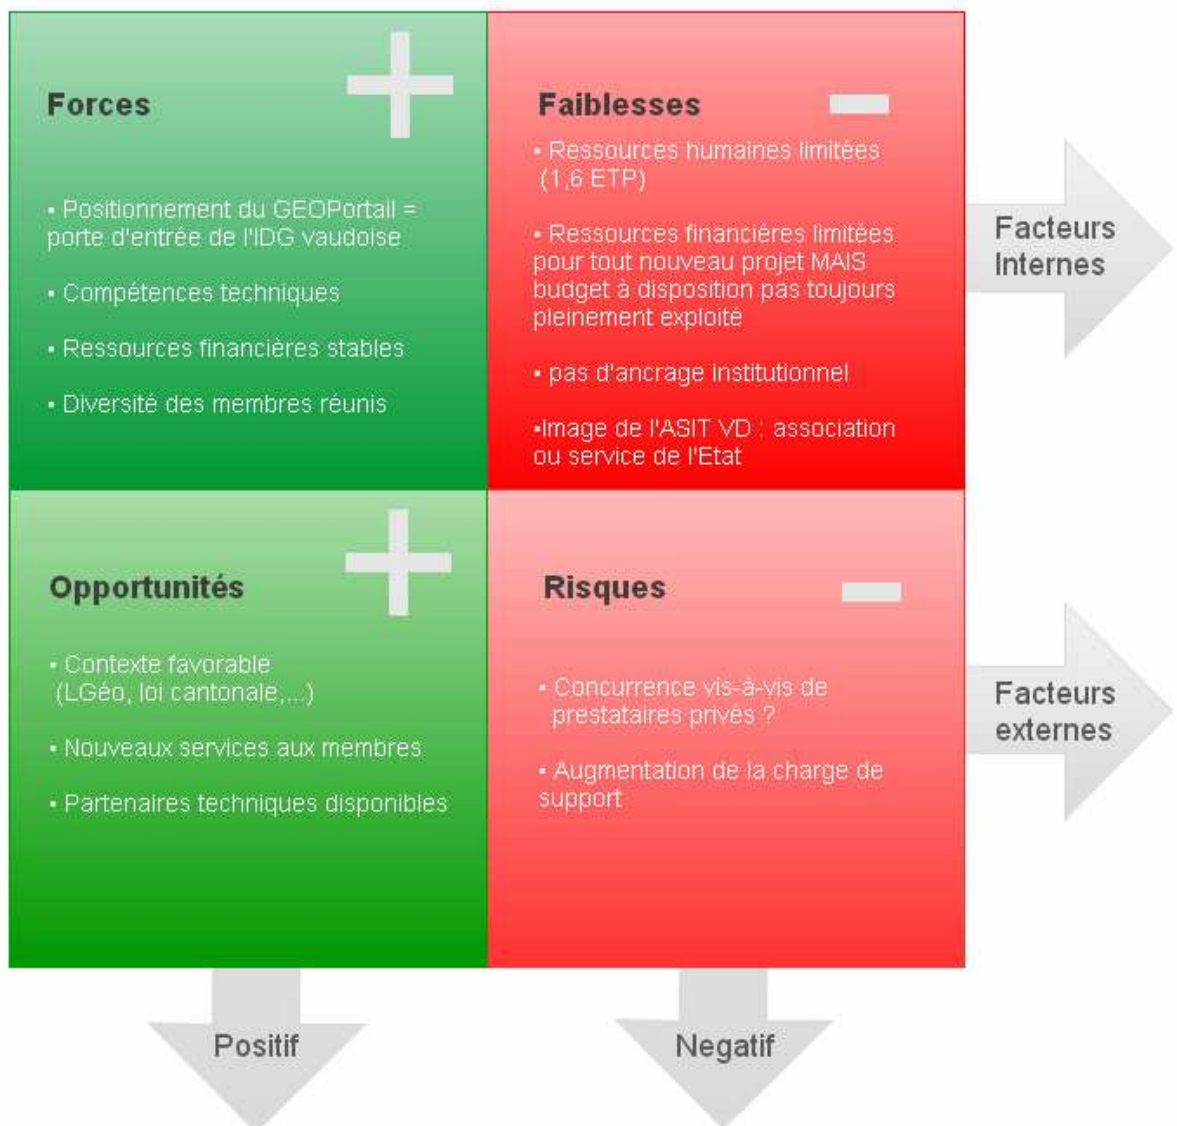 Forces
• Positionnement du GEOPortail =
porte d'entrée de l'IDG vaudoise
• Compétences techniques
• Ressources financières stables
• Diversité des membres réunis
Faiblesses
• Ressources humaines limitées
(1,6 ETP)
• Ressources financières limitées
pour tout nouveau projet MAIS
budget à disposition pas toujours
pleinement exploité
• pas d'ancrage institutionnel
•Image de l'ASIT VD : association
ou service de l'Etat
Facteurs
Internes
Opportunités
• Contexte favorable
(LGéo, loi cantonale,...)
• Nouveaux services aux membres
• Partenaires techniques disponibles
Risques
• Concurrence vis-à-vis de
prestataires privés ?
• Augmentation de la charge de
support
Facteurs
externes
Positif
Negatif